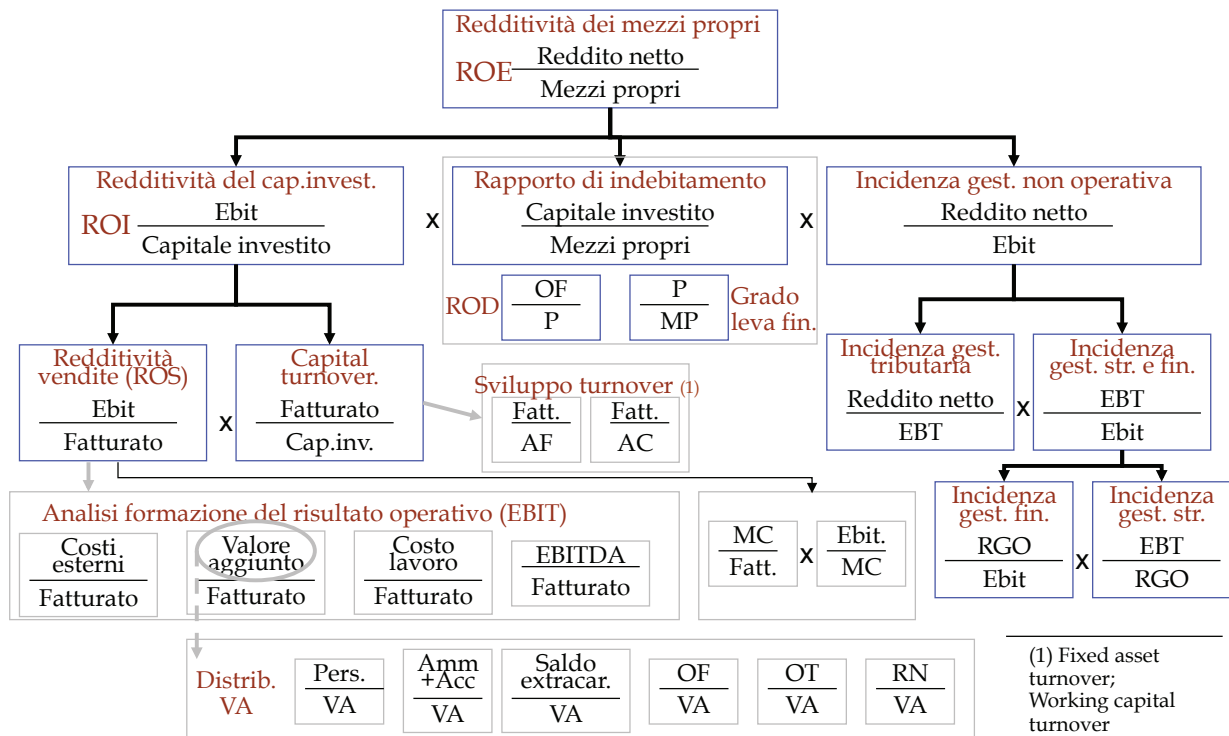 Redditività dei mezzi propri
ROE
Reddito netto
Mezzi propri
Redditività del cap.invest.
ROI
Ebit
Capitale investito
x
Rapporto di indebitamento
Capitale investito
Mezzi propri
ROD
OF
P
P
MP
Grado
leva fin.
x
Incidenza gest. non operativa
Reddito netto
Ebit
Redditività
vendite (ROS)
Ebit
Fatturato
x
Capital
turnover.
Fatturato
Cap.inv.
Sviluppo turnover (1)
Fatt.
AF
Fatt.
AC
Incidenza gest.
tributaria
Reddito netto
EBT
x
Incidenza
gest. str. e fin.
EBT
Ebit
Analisi formazione del risultato operativo (EBIT)
Costi
esterni
Fatturato
Valore
aggiunto
Fatturato
Costo
lavoro
Fatturato
EBITDA
Fatturato
MC
Fatt.
x
Ebit.
MC
Incidenza
gest. fin.
RGO
Ebit
x
Incidenza
gest. str.
EBT
RGO
Distrib.
VA
Pers.
VA
Amm
+Acc
VA
Saldo
extracar.
VA
OF
VA
OT
VA
RN
VA
(1) Fixed asset
turnover;
Working capital
turnover